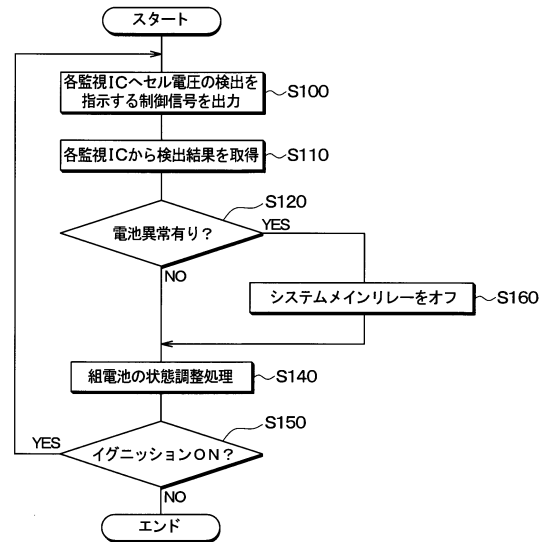 スタート
各監視ICへセル電圧の検出を
指示する制御信号を出力
S100
各監視ICから検出結果を取得
S110
S120
電池異常有り？
YES
NO
システムメインリレーをオフ
S160
組電池の状態調整処理
S140
S150
YES
イグニッションON？
NO
エンド